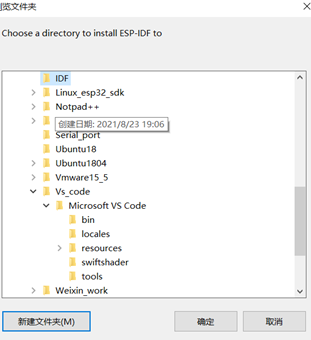 浏览文件夹
Choose a directory to install ESP-IDF to
IDF
Linux_esp32_sdk
Notpad++
创建日期: 2021/8/23 19:06
Serial_port
Ubuntu18
Ubuntu1804
Vmware15_5
Vs_code
Microsoft VS Code
bin
locales
resources
swiftshader
tools
Weixin_work
新建文件夹(M)
确定
取消